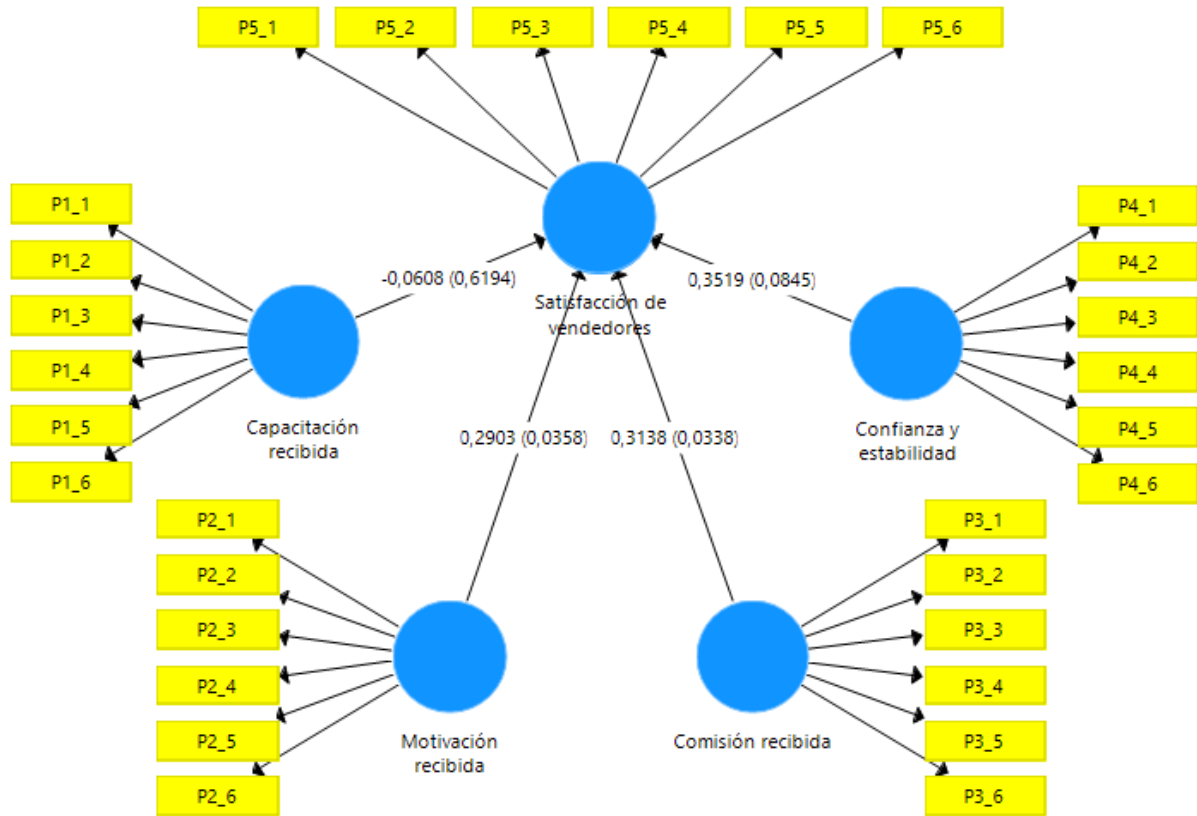 P5_1
P5_2
P5_3
P5_4
P5_5
P5_6
P1_1
P1_2
P1_3
P1_4
P1_5
P1_6
Capacitación
recibida
-0,0608 (0,6194)
Satisfacción de
vendedores
0,3519 (0,0845)
P4_1
P4_2
P4_3
P4_4
P4_5
P4_6
Confianza y
estabilidad
0,2903 (0,0358)
0,3138 (0,0338)
P2_1
P2_2
P2_3
P2_4
P2_5
P2_6
Motivación
recibida
Comisión recibida
P3_1
P3_2
P3_3
P3_4
P3_5
P3_6